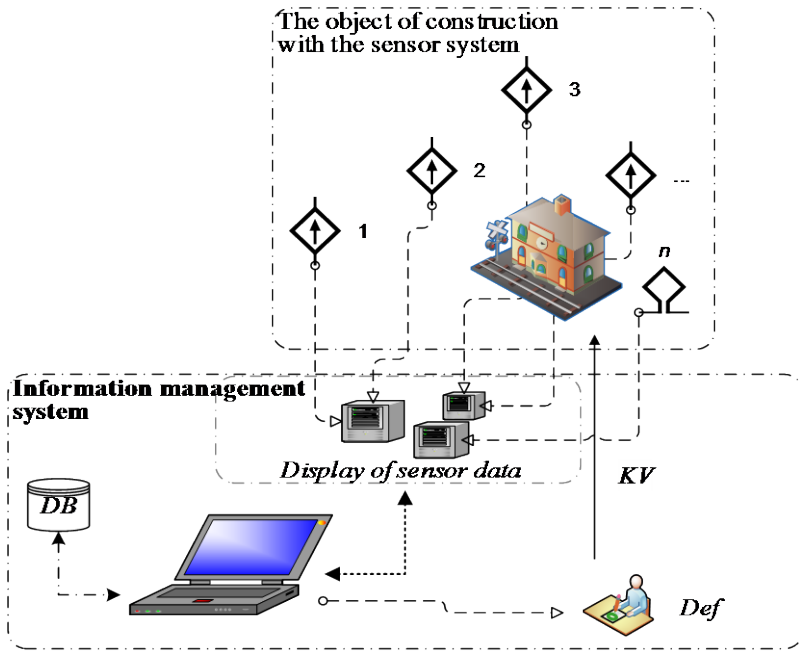 The object of construction
with the sensor system
3
2
...
1
n
Information management
system
Display of sensor data
DB
KV
Def